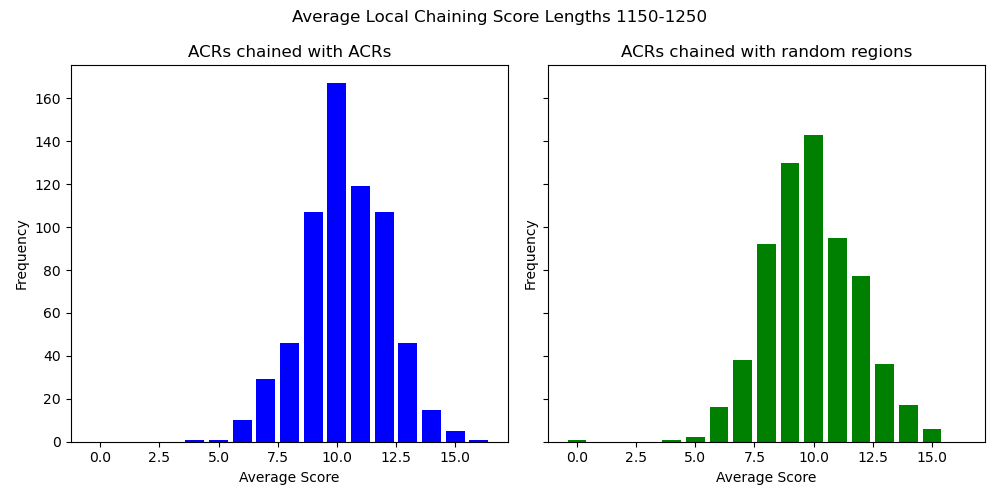 Average Local Chaining Score Lengths 1150-1250
ACRs chained with ACRs
Frequency
160
140
120
100
80
60
40
20
0
0.0 2.5 5.0 7.5 10.0 12.5 15.0
Average Score
ACRs chained with random regions
Frequency
0.0 2.5 5.0 7.5 10.0 12.5 15.0
Average Score